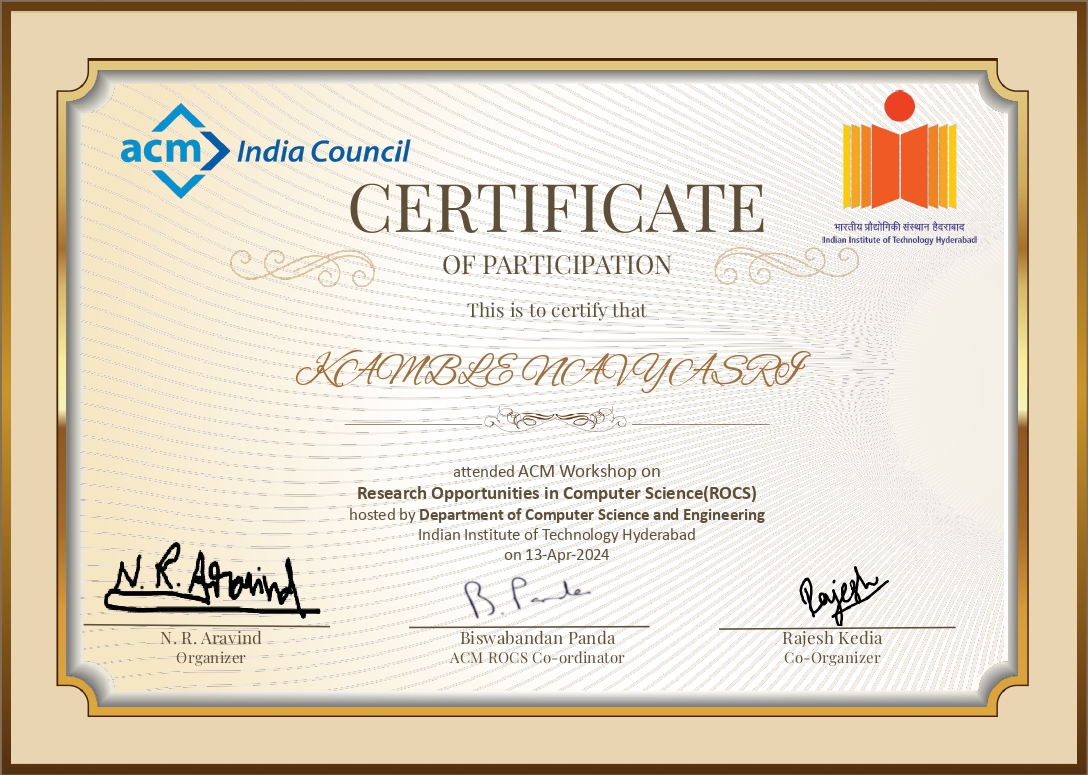 acm India Council
CERTIFICATE
भारतीय प्रौद्योगिकी संस्थान हैदराबाद
Indian Institute of Technology Hyderabad
OF PARTICIPATION
This is to certify that
KAMBLE NAVYASRI
attended ACM Workshop on
Research Opportunities in Computer Science(ROCS)
hosted by Department of Computer Science and Engineering
Indian Institute of Technology Hyderabad
on 13-Apr-2024
N. R. Aravind
B. Panda
Rajesh
N. R. Aravind
Organizer
Biswabandan Panda
ACM ROCS Co-ordinator
Rajesh Kedia
Co-Organizer